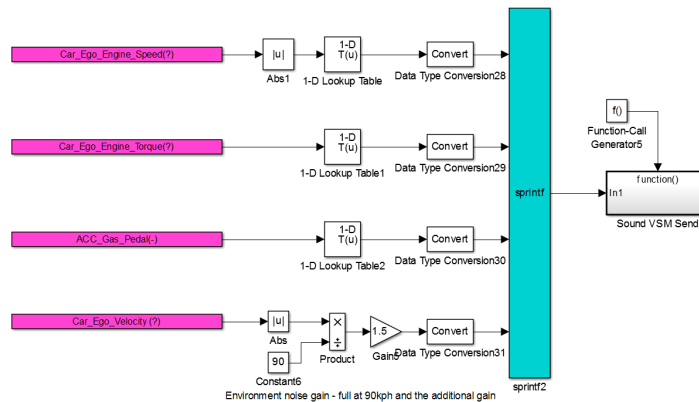 Car_Ego_Engine_Speed(?)
|u|
Abs1
1-D
T(u)
1-D Lookup Table
Convert
Data Type Conversion28
Car_Ego_Engine_Torque(?)
1-D
T(u)
1-D Lookup Table1
Convert
Data Type Conversion29
ACC_Gas_Pedal(-)
1-D
T(u)
1-D Lookup Table2
Convert
Data Type Conversion30
Car_Ego_Velocity (?)
|u|
Abs
90
Constant6
×
÷
Product
1.5
Gain5
Convert
Data Type Conversion31
sprintf
sprintf2
f()
Function-Call
Generator5
function()
In1
Sound VSM Send
Environment noise gain - full at 90kph and the additional gain